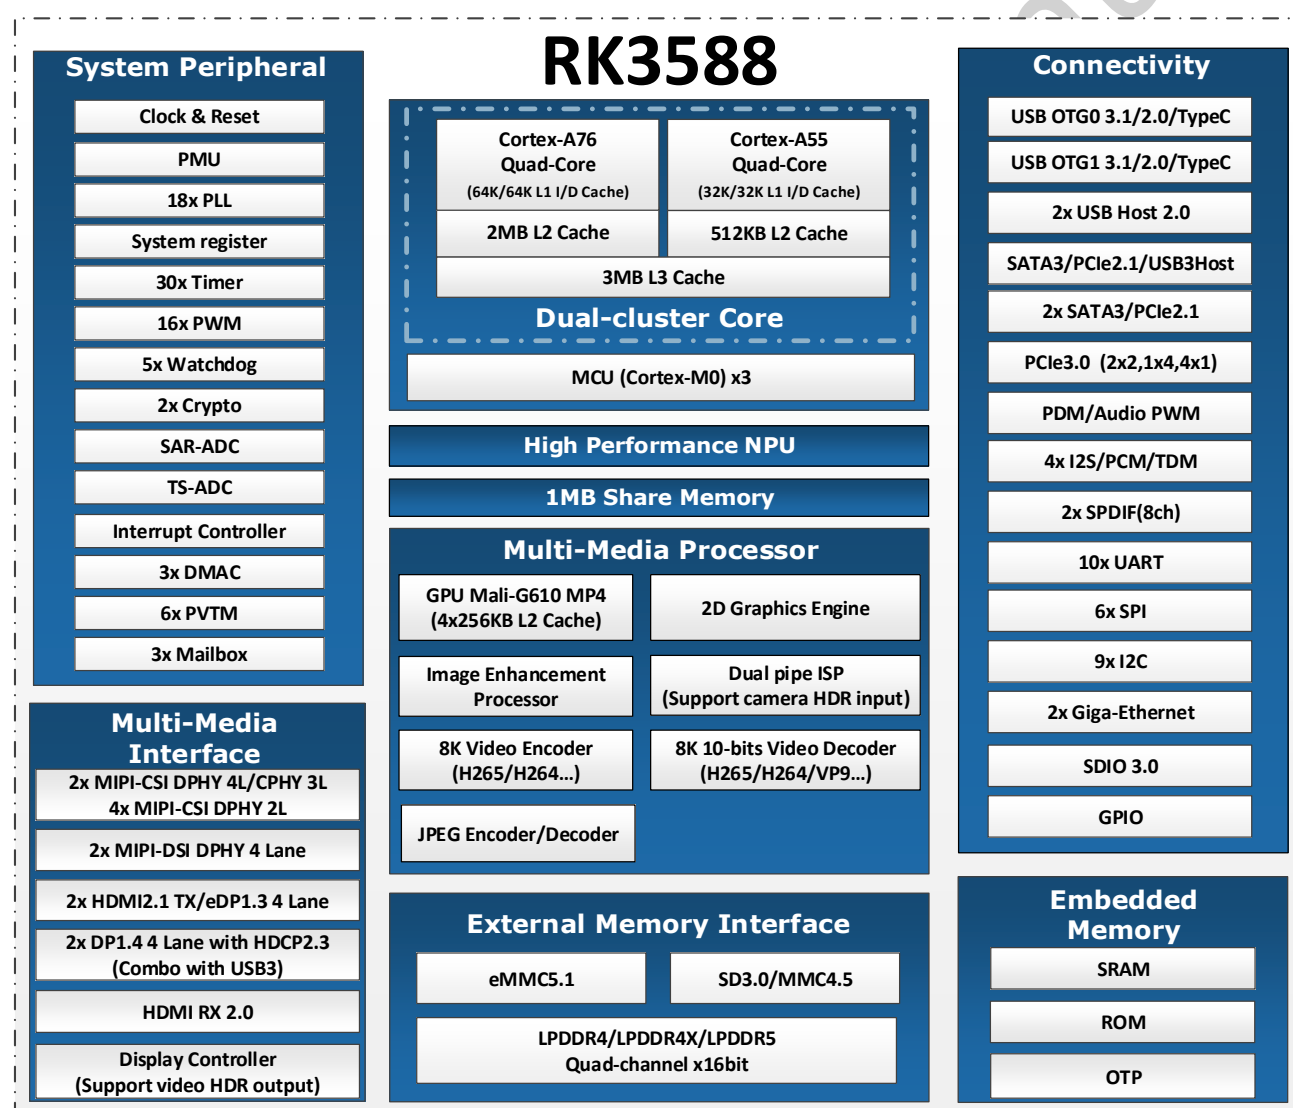 RK3588
System Peripheral
Clock & Reset
PMU
18x PLL
System register
30x Timer
16x PWM
5x Watchdog
2x Crypto
SAR-ADC
TS-ADC
Interrupt Controller
3x DMAC
6x PVTM
3x Mailbox
Multi-Media
Interface
2x MIPI-CSI DPHY 4L/CPHY 3L
4x MIPI-CSI DPHY 2L
2x MIPI-DSI DPHY 4 Lane
2x HDMI2.1 TX/eDP1.3 4 Lane
2x DP1.4 4 Lane with HDCP2.3
(Combo with USB3)
HDMI RX 2.0
Display Controller
(Support video HDR output)
Cortex-A76
Quad-Core
(64K/64K L1 I/D Cache)
2MB L2 Cache
Cortex-A55
Quad-Core
(32K/32K L1 I/D Cache)
512KB L2 Cache
3MB L3 Cache
Dual-cluster Core
MCU (Cortex-M0) x3
High Performance NPU
1MB Share Memory
Multi-Media Processor
GPU Mali-G610 MP4
(4x256KB L2 Cache)
2D Graphics Engine
Image Enhancement
Processor
Dual pipe ISP
(Support camera HDR input)
8K Video Encoder
(H265/H264...)
8K 10-bits Video Decoder
(H265/H264/VP9...)
JPEG Encoder/Decoder
External Memory Interface
eMMC5.1
SD3.0/MMC4.5
LPDDR4/LPDDR4X/LPDDR5
Quad-channel x16bit
Connectivity
USB OTG0 3.1/2.0/TypeC
USB OTG1 3.1/2.0/TypeC
2x USB Host 2.0
SATA3/PCIe2.1/USB3Host
2x SATA3/PCIe2.1
PCIe3.0 (2x2,1x4,4x1)
PDM/Audio PWM
4x I2S/PCM/TDM
2x SPDIF(8ch)
10x UART
6x SPI
9x I2C
2x Giga-Ethernet
SDIO 3.0
GPIO
Embedded
Memory
SRAM
ROM
OTP